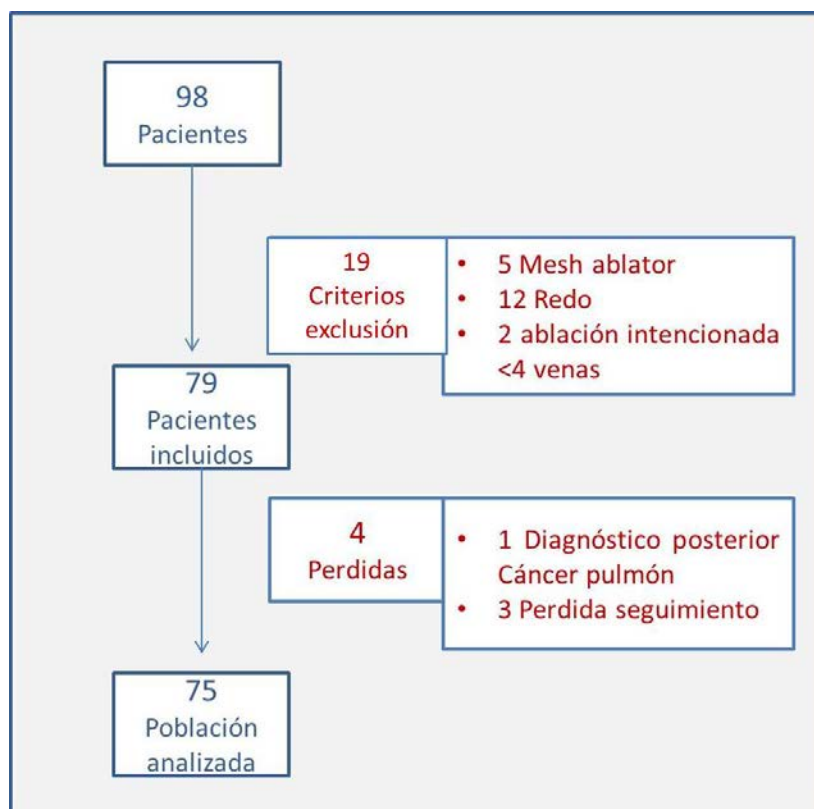 98
Pacientes
19
Criterios
exclusión
• 5 Mesh ablator
• 12 Redo
• 2 ablación intencionada
<4 venas
79
Pacientes
incluidos
4
Perdidas
• 1 Diagnóstico posterior
Cáncer pulmón
• 3 Perdida seguimiento
75
Población
analizada